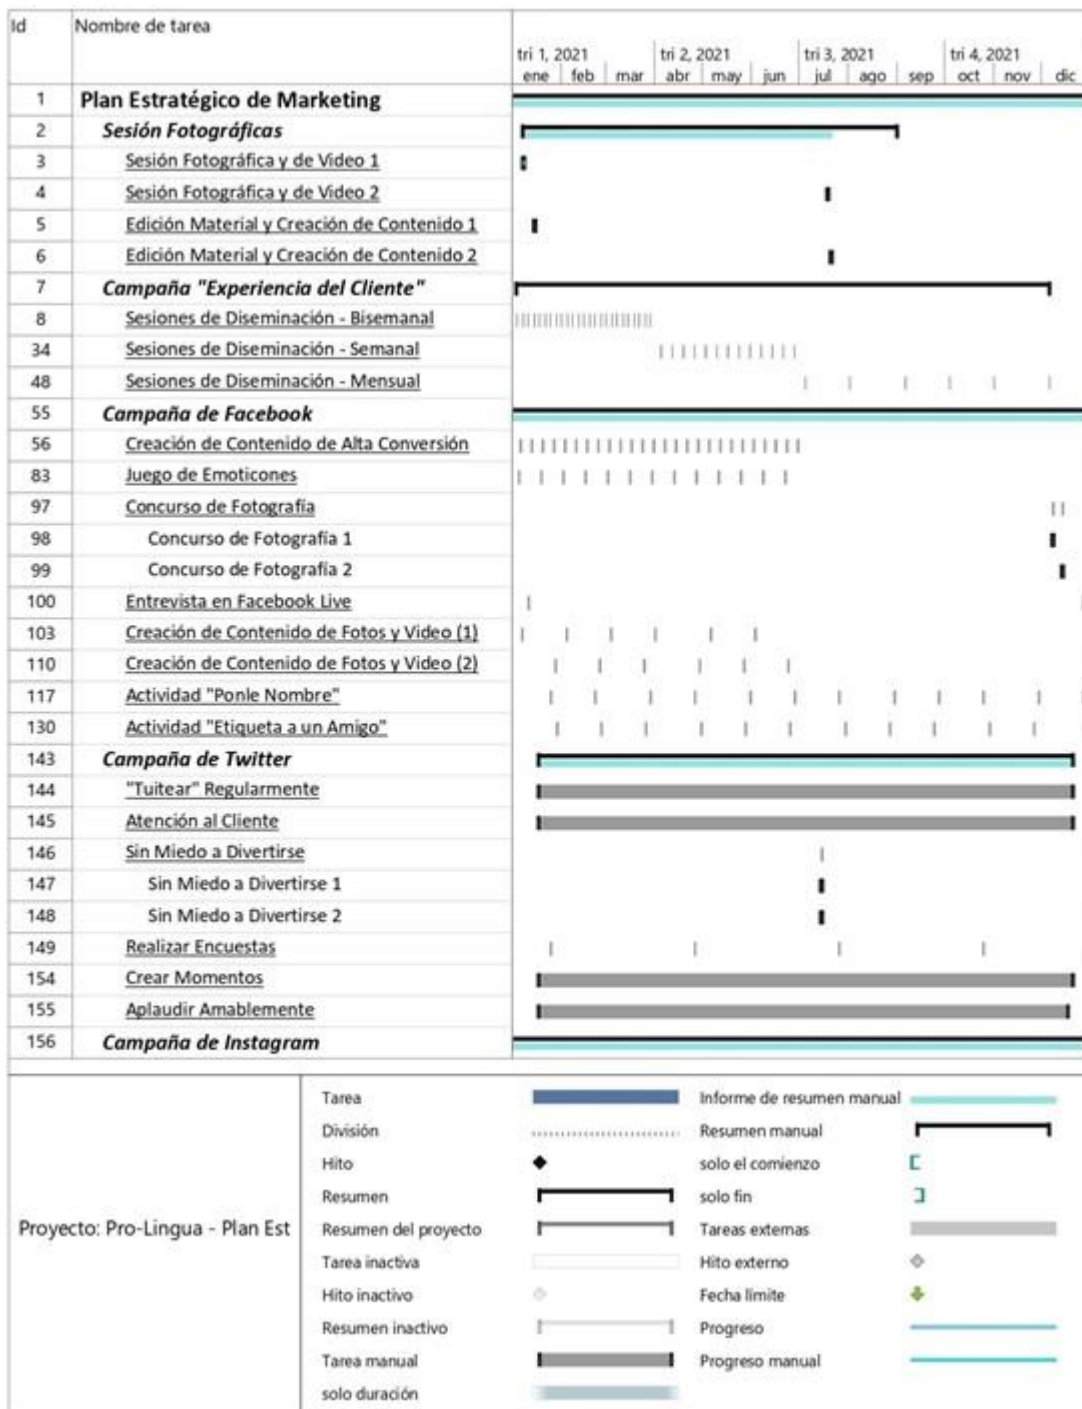 Id Nombre de tarea
tri 1, 2021 tri 2, 2021 tri 3, 2021 tri 4, 2021
ene feb mar abr may jun jul ago sep oct nov dic
1 Plan Estratégico de Marketing
2 Sesión Fotográficas
3 Sesión Fotográfica y de Video 1
4 Sesión Fotográfica y de Video 2
5 Edición Material y Creación de Contenido 1
6 Edición Material y Creación de Contenido 2
7 Campaña "Experiencia del Cliente"
8 Sesiones de Diseminación - Bisemanal
34 Sesiones de Diseminación - Semanal
48 Sesiones de Diseminación - Mensual
55 Campaña de Facebook
56 Creación de Contenido de Alta Conversión
83 Juego de Emoticones
97 Concurso de Fotografía
98 Concurso de Fotografía 1
99 Concurso de Fotografía 2
100 Entrevista en Facebook Live
103 Creación de Contenido de Fotos y Video (1)
110 Creación de Contenido de Fotos y Video (2)
117 Actividad "Ponle Nombre"
130 Actividad "Etiqueta a un Amigo"
143 Campaña de Twitter
144 "Tuitear" Regularmente
145 Atención al Cliente
146 Sin Miedo a Divertirse
147 Sin Miedo a Divertirse 1
148 Sin Miedo a Divertirse 2
149 Realizar Encuestas
154 Crear Momentos
155 Aplaudir Amablemente
156 Campaña de Instagram
Proyecto: Pro-Lingua - Plan Est
Tarea
División
Hito
Resumen
Resumen del proyecto
Tarea inactiva
Hito inactivo
Resumen inactivo
Tarea manual
solo duración
Informe de resumen manual
Resumen manual
solo el comienzo
solo fin
Tareas externas
Hito externo
Fecha límite
Progreso
Progreso manual